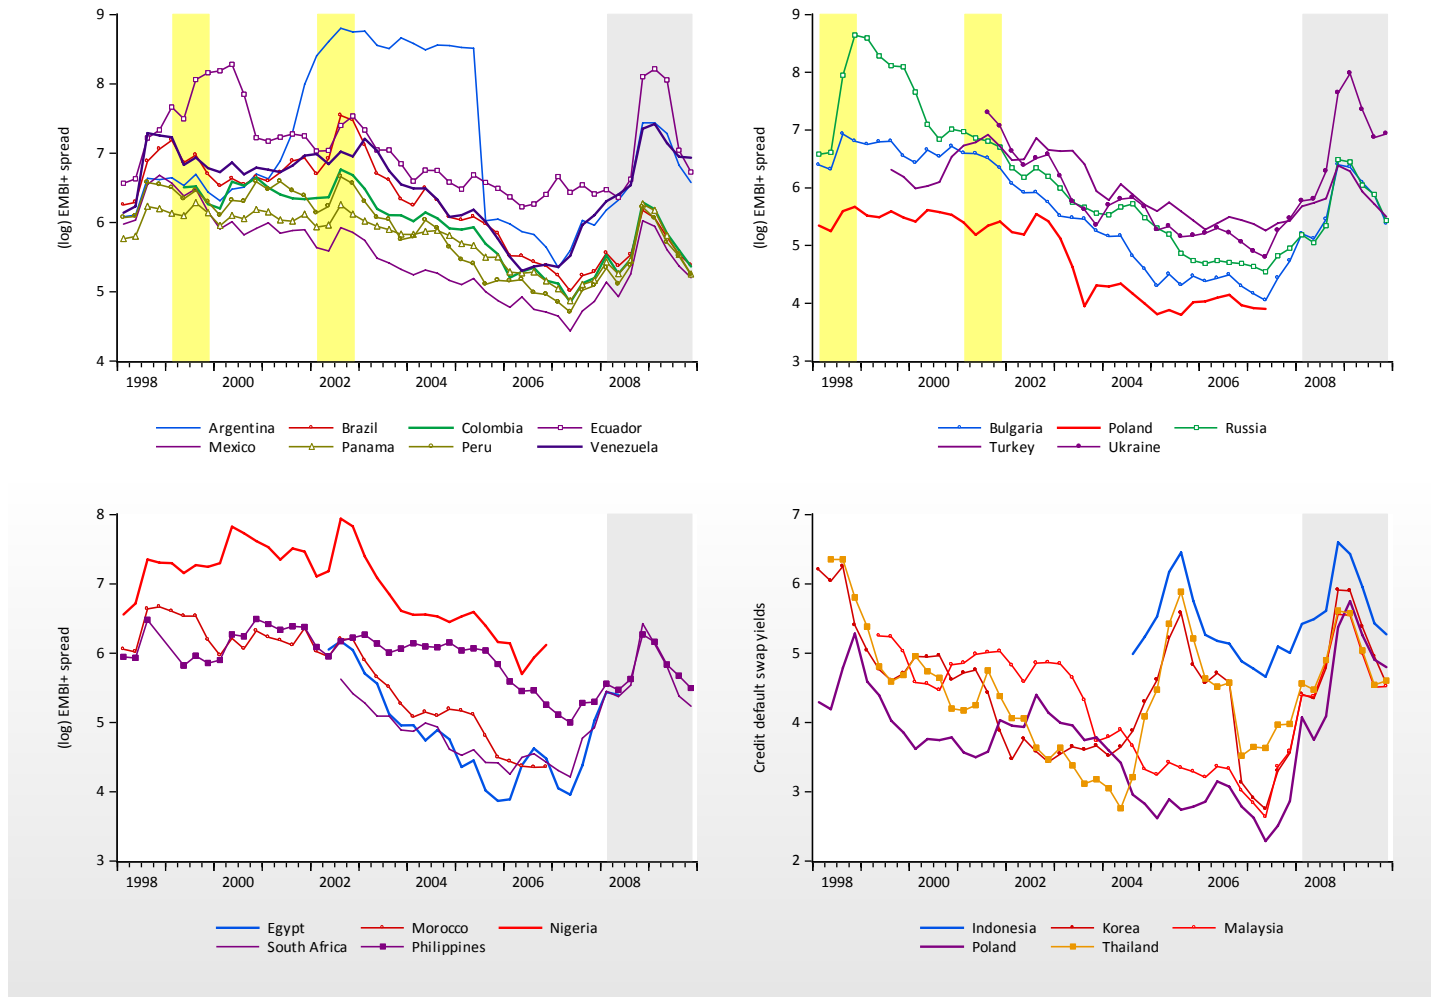 (log) EMBI+ spread
9
8
7
6
5
4
1998 2000 2002 2004 2006 2008
Argentina Brazil Colombia Ecuador
Mexico Panama Peru Venezuela
(log) EMBI+ spread
9
8
7
6
5
4
3
1998 2000 2002 2004 2006 2008
Bulgaria Poland Russia
Turkey Ukraine
(log) EMBI+ spread
8
7
6
5
4
3
1998 2000 2002 2004 2006 2008
Egypt Morocco Nigeria
South Africa Philippines
Credit default swap yields
7
6
5
4
3
2
1998 2000 2002 2004 2006 2008
Indonesia Korea Malaysia
Poland Thailand